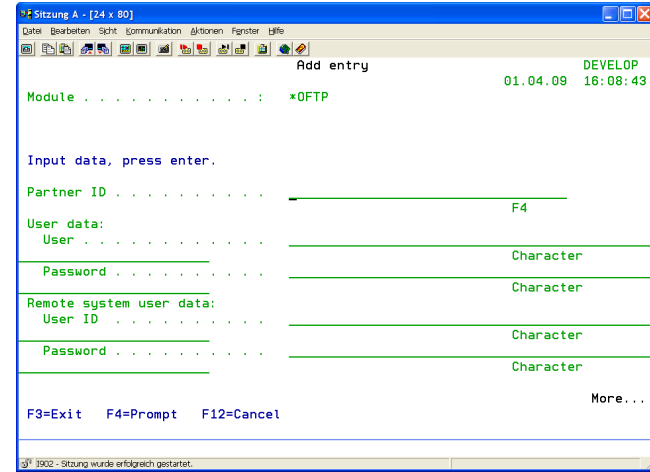 Sitzung A - [24 x 80]
Datei Bearbeiten Sicht Kommunikation Aktionen Fenster Hilfe
Add entry DEVELOP
01.04.09 16:08:43
Module . . . . . . . . . . . : *OFTP
Input data, press enter.
Partner ID . . . . . . . . . .
F4
User data:
User . . . . . . . . . . . .
Character
Password . . . . . . . . . .
Character
Remote system user data:
User ID . . . . . . . . . .
Character
Password . . . . . . . . . .
Character
More...
F3=Exit F4=Prompt F12=Cancel
I902 - Sitzung wurde erfolgreich gestartet.